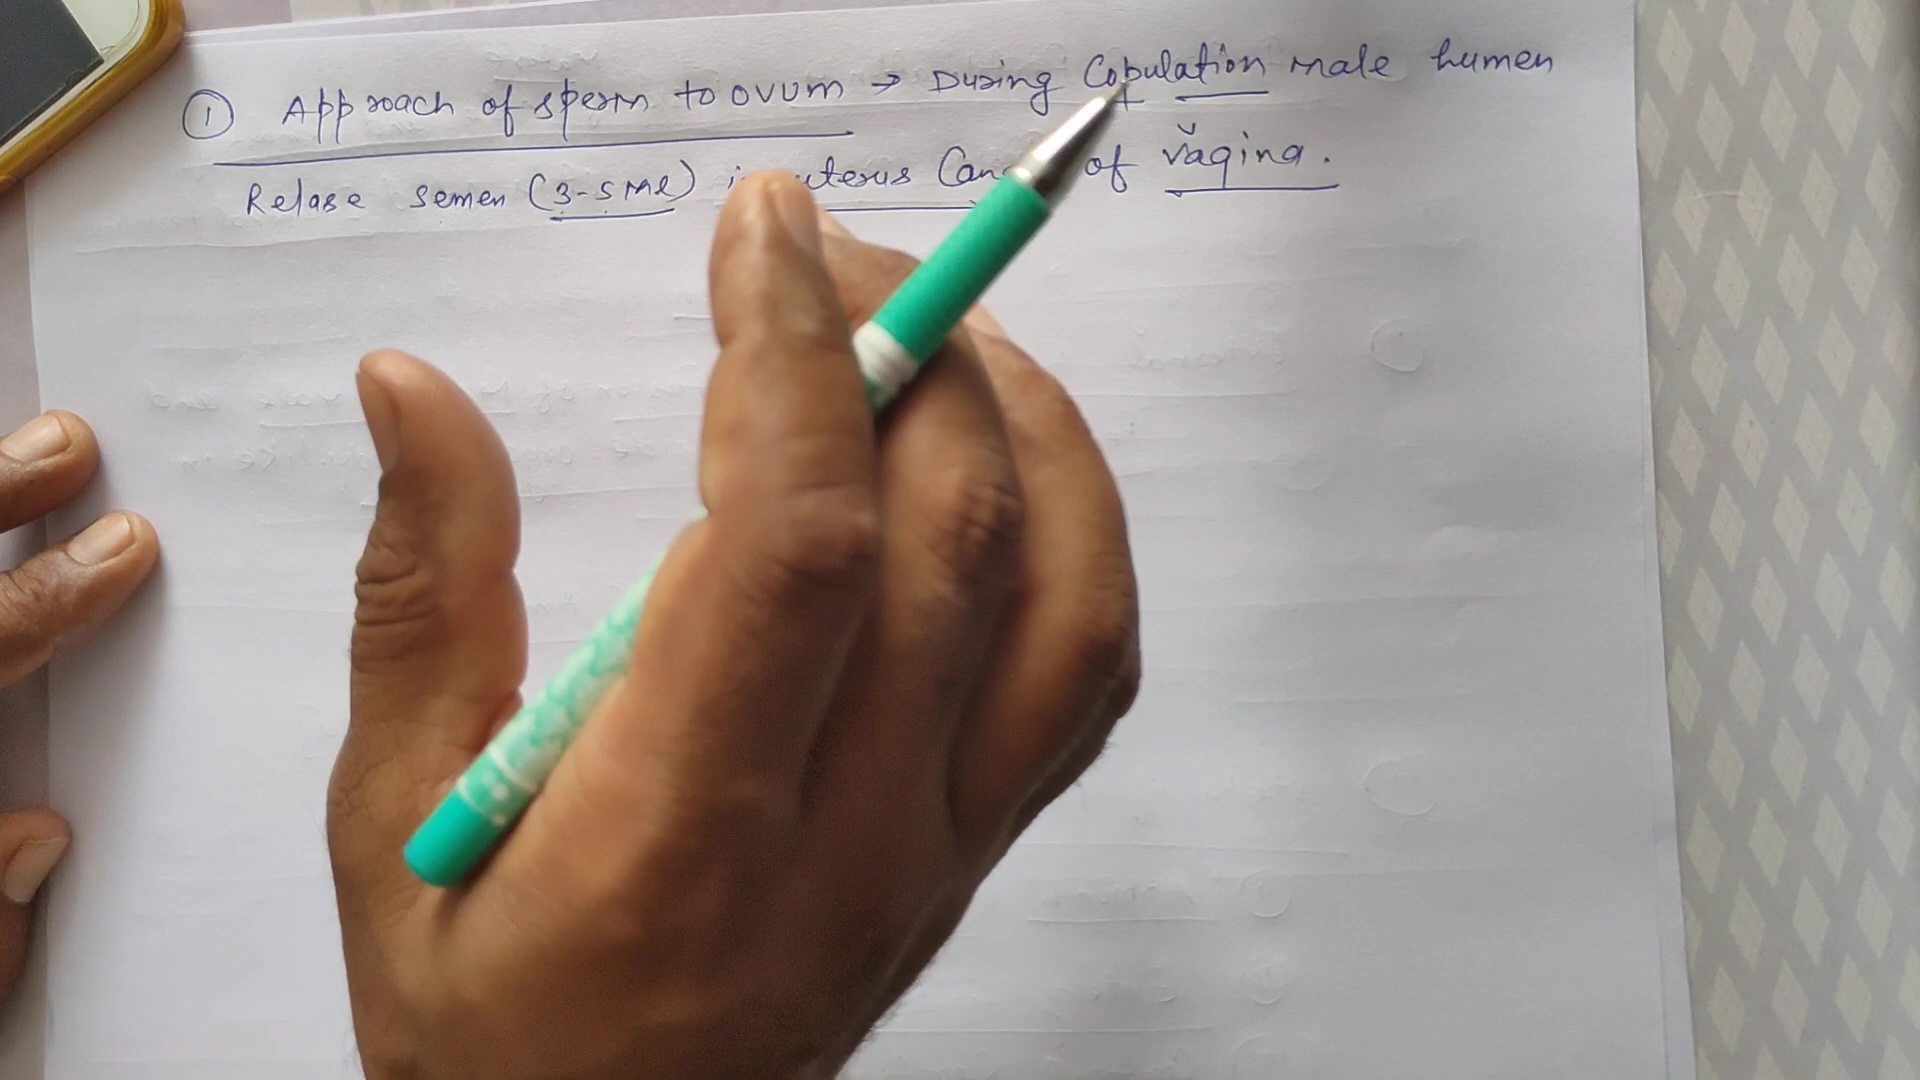 ① Approach of sperm to ovum → During Copulation male humen
Relase semen (3-5 ml) uterus of vagina.